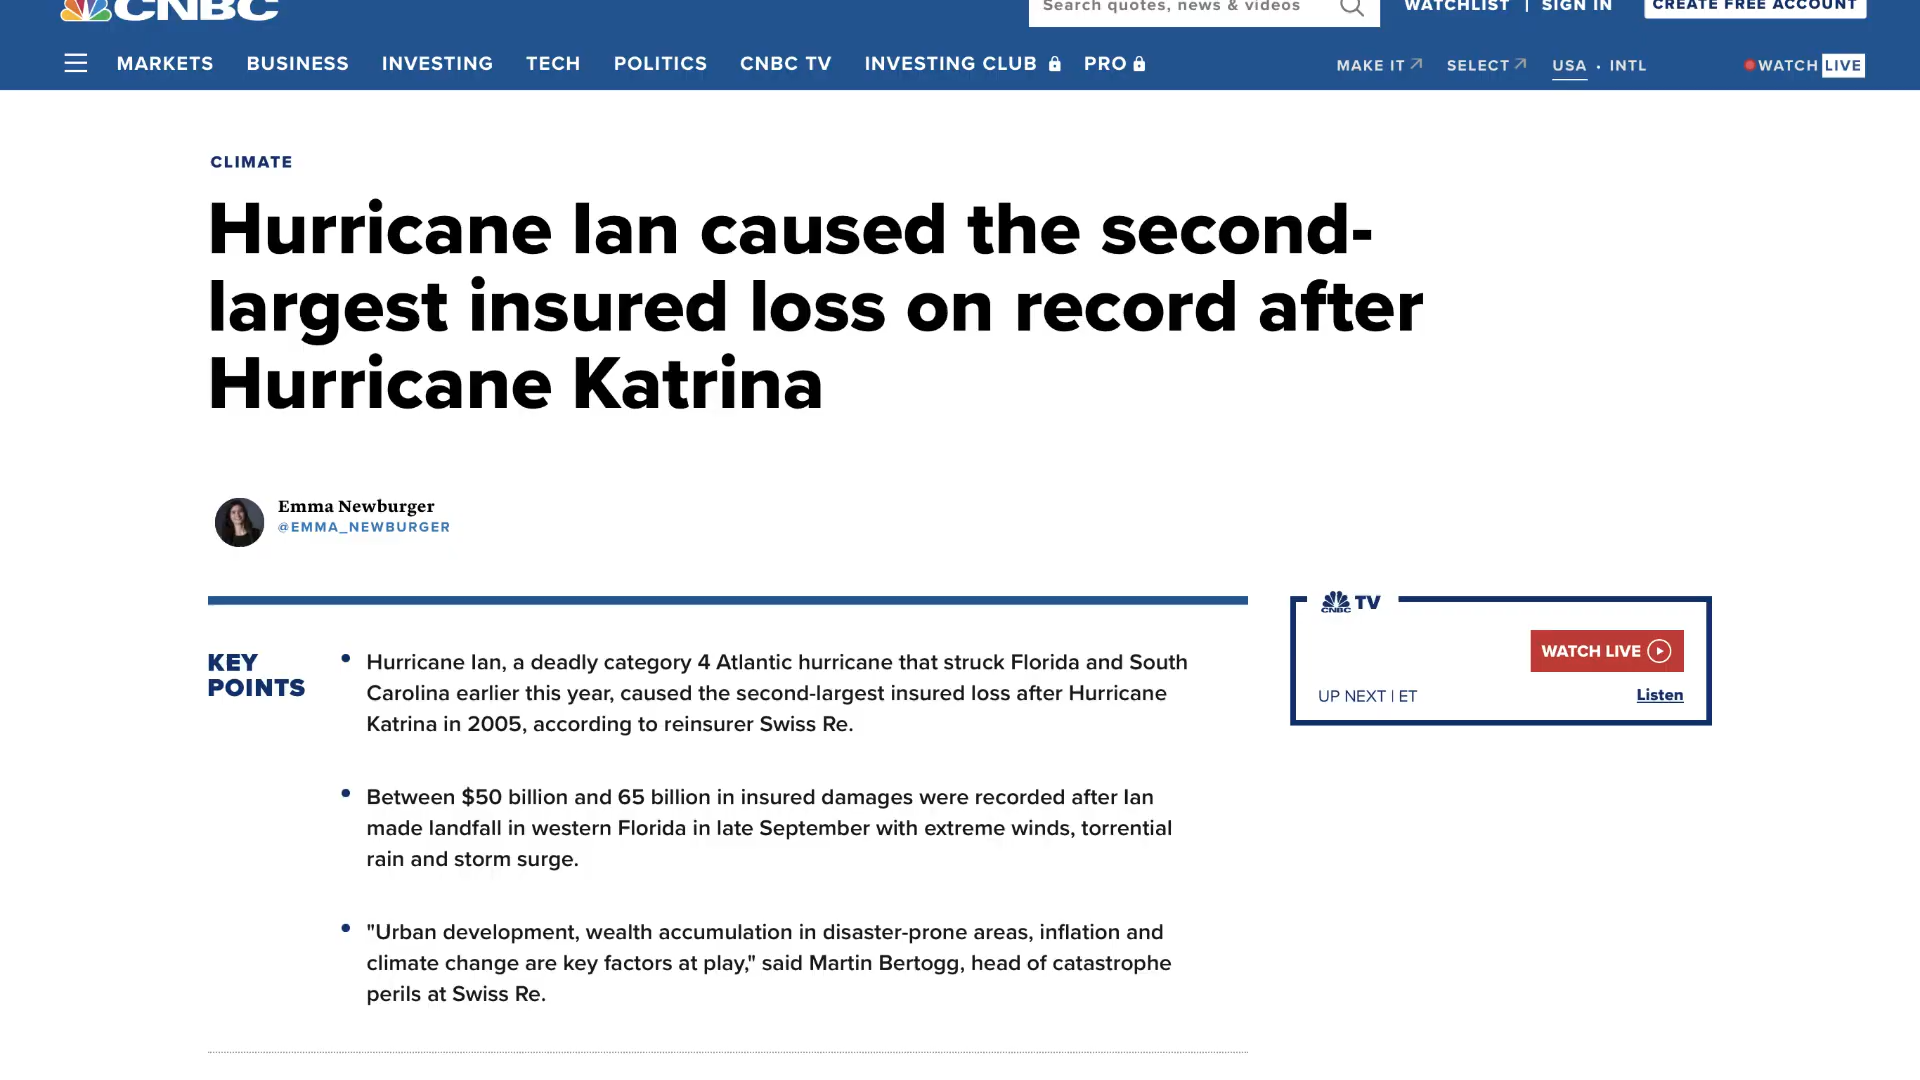 CNBC
Search quotes, news & videos
WATCHLIST | SIGN IN
CREATE FREE ACCOUNT
MARKETS BUSINESS INVESTING TECH POLITICS CNBC TV INVESTING CLUB PRO
MAKE IT SELECT USA • INTL
WATCH LIVE
CLIMATE
Hurricane Ian caused the second-
largest insured loss on record after
Hurricane Katrina
Emma Newburger
@EMMA_NEWBURGER
KEY
POINTS
• Hurricane Ian, a deadly category 4 Atlantic hurricane that struck Florida and South
Carolina earlier this year, caused the second-largest insured loss after Hurricane
Katrina in 2005, according to reinsurer Swiss Re.
• Between $50 billion and 65 billion in insured damages were recorded after Ian
made landfall in western Florida in late September with extreme winds, torrential
rain and storm surge.
• "Urban development, wealth accumulation in disaster-prone areas, inflation and
climate change are key factors at play," said Martin Bertogg, head of catastrophe
perils at Swiss Re.
CNBC TV
WATCH LIVE
UP NEXT | ET
Listen